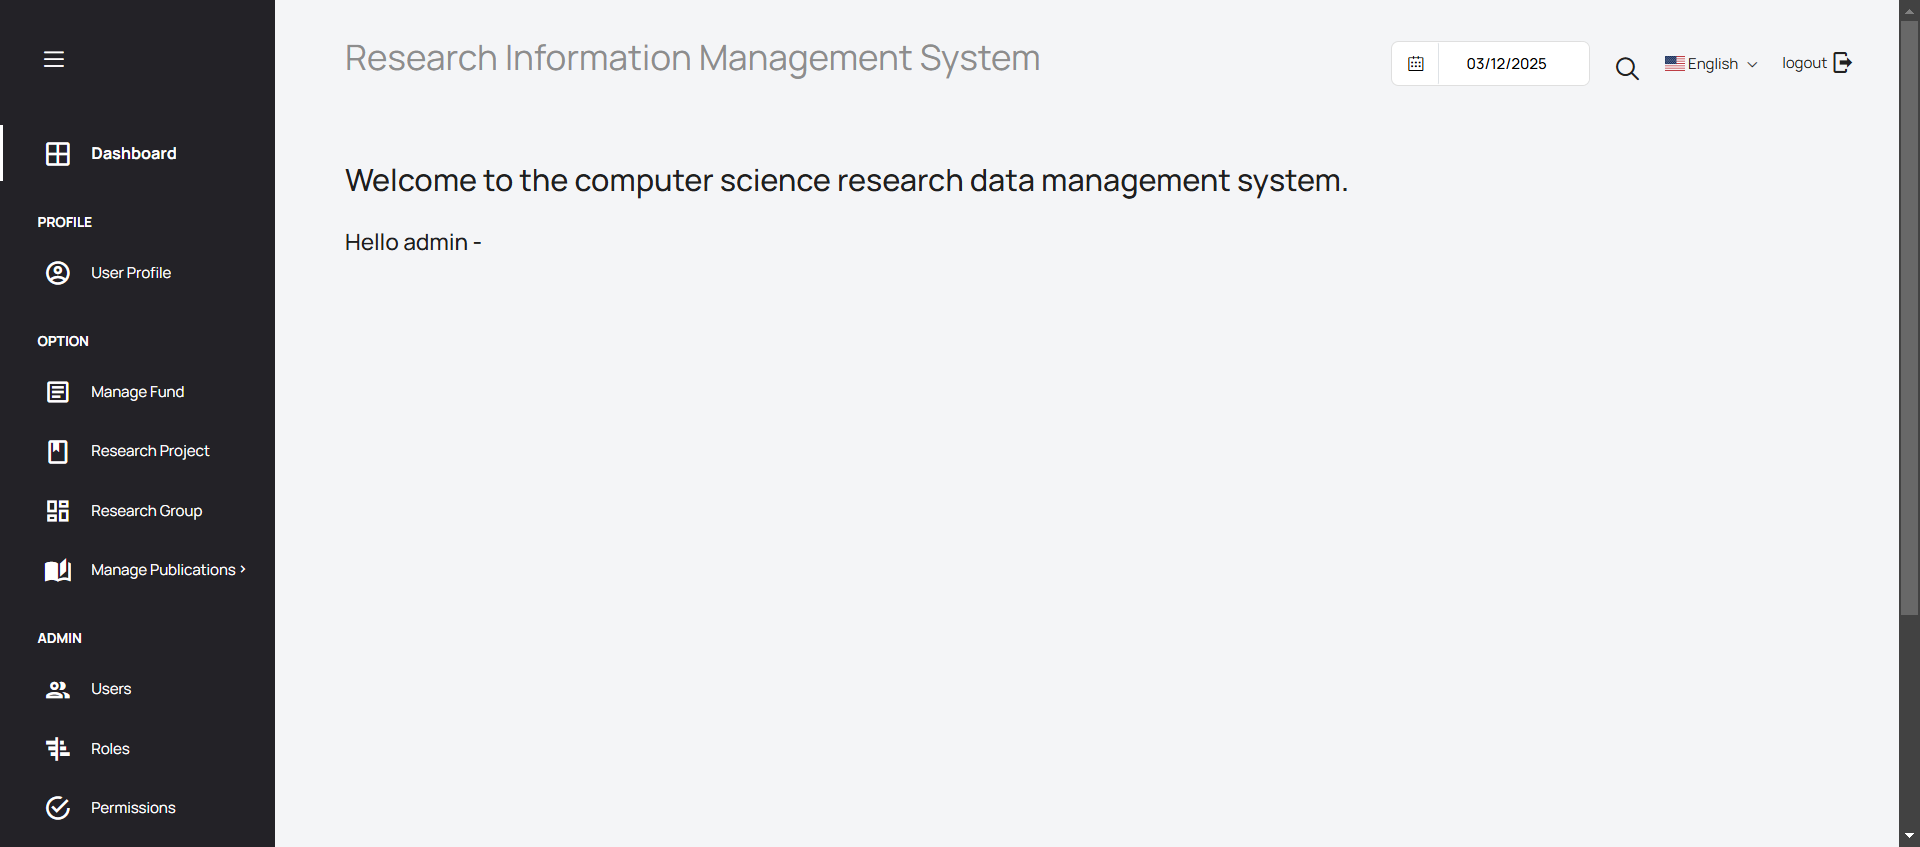 Research Information Management System
03/12/2025
English
logout
Dashboard
PROFILE
User Profile
OPTION
Manage Fund
Research Project
Research Group
Manage Publications >
ADMIN
Users
Roles
Permissions
Welcome to the computer science research data management system.
Hello admin -